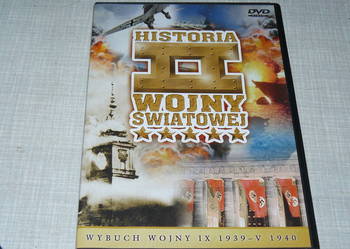 DVD
HISTORIA
II
WOJNY
ŚWIATOWEJ
WYBUCH WOJNY IX 1939-V 1940